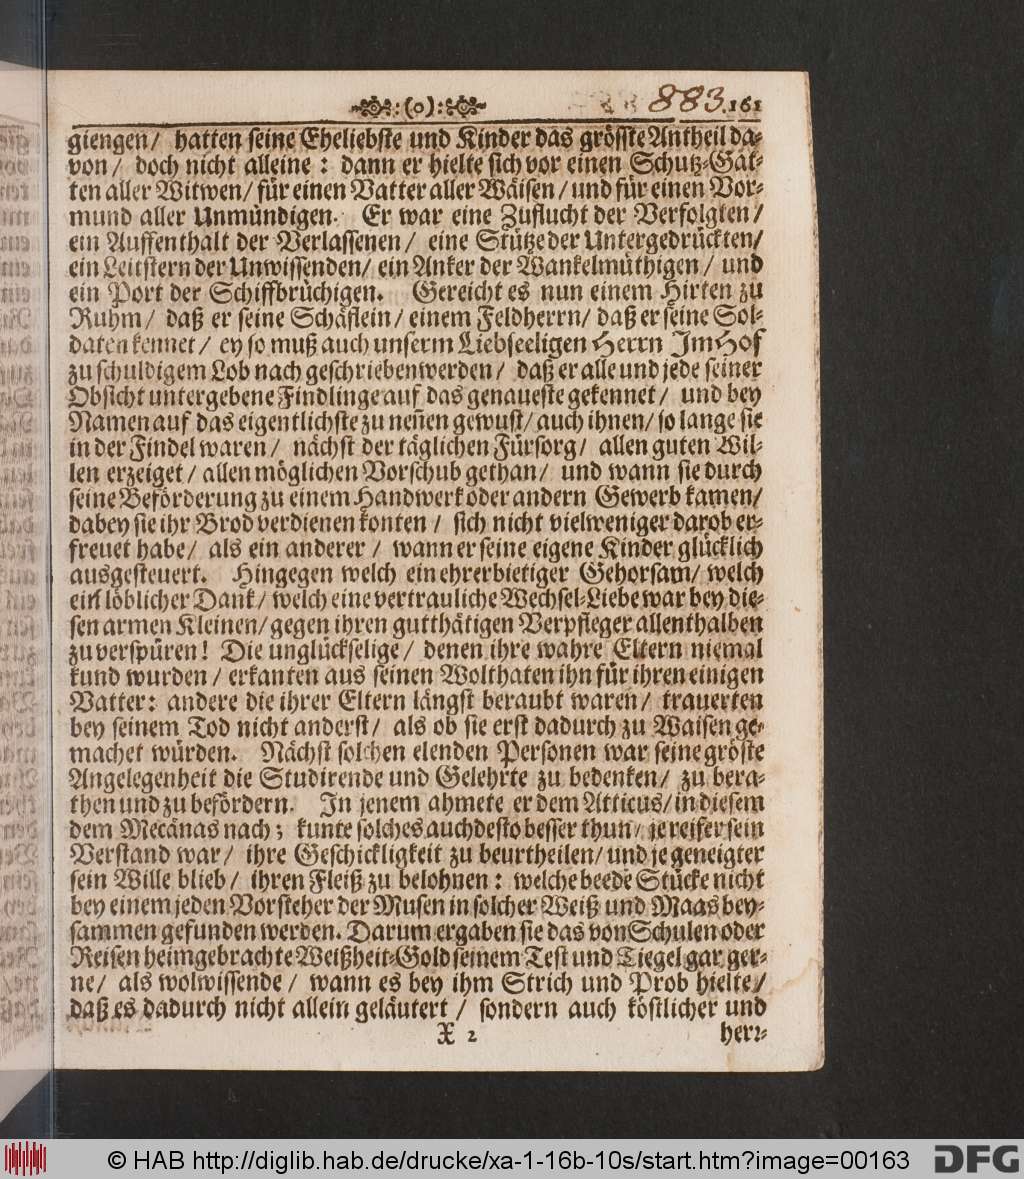 :(o): 883. 161
giengen/ hatten seine Eheliebste und Kinder das grösste Antheil da-
von/ doch nicht alleine: dann er hielte sich vor einen Schutz-Gat-
ten aller Witwen/ für einen Vatter aller Wäisen/ und für einen Vor-
mund aller Unmündigen. Er war eine Zuflucht der Verfolgten/
ein Auffenthalt der Verlassenen/ eine Stütze der Untergedrückten/
ein Leitstern der Unwissenden/ ein Anker der Wankelmüthigen/ und
ein Port der Schiffbrüchigen. Gereicht es nun einem Hirten zu
Ruhm/ daß er seine Schäflein/ einem Feldherrn/ daß er seine Sol-
daten kennet/ ey so muß auch unserm Liebseeligen Herrn ImHof
zu schuldigem Lob nach geschrieben werden/ daß er alle und jede seiner
Obsicht untergebene Findlinge auf das genaueste gekennet/ und bey
Namen auf das eigentlichste zu neñen gewust/ auch ihnen/ so lange sie
in der Findel waren/ nächst der täglichen Fürsorg/ allen guten Wil-
len erzeiget/ allen möglichen Vorschub gethan/ und wann sie durch
seine Beförderung zu einem Handwerk oder andern Gewerb kamen/
dabey sie ihr Brod verdienen konten/ sich nicht vielweniger darob er-
freuet habe/ als ein anderer/ wann er seine eigene Kinder glücklich
ausgesteuert. Hingegen welch ein ehrerbietiger Gehorsam/ welch
ein löblicher Dank/ welch eine vertrauliche Wechsel-Liebe war bey die-
sen armen Kleinen/ gegen ihren gutthätigen Verpfleger allenthalben
zu verspüren! Die unglückselige/ denen ihre wahre Eltern niemal
kund wurden/ erkanten aus seinen Wolthaten ihn für ihren einigen
Vatter: andere die ihrer Eltern längst beraubt waren/ trauerten
bey seinem Tod nicht anderst/ als ob sie erst dadurch zu Waisen ge-
machet würden. Nächst solchen elenden Personen war seine gröste
Angelegenheit die Studirende und Gelehrte zu bedenken/ zu bera-
then und zu befördern. In jenem ahmete er dem Atticus/ in diesem
dem Mecänas nach; kunte solches auch desto besser thun/ je reifer sein
Verstand war/ ihre Geschickligkeit zu beurtheilen/ und je geneigter
sein Wille blieb/ ihren Fleiß zu belohnen: welche beede Stücke nicht
bey einem jeden Vorsteher der Musen in solcher Weiß und Maas bey-
sammen gefunden werden. Darum ergaben sie das von Schulen oder
Reisen heimgebrachte Weißheit-Gold seinem Test und Tiegel gar ger-
ne/ als wolwissende/ wann es bey ihm Strich und Prob hielte/
daß es dadurch nicht allein geläutert/ sondern auch köstlicher und
X 2 herr-
© HAB http://diglib.hab.de/drucke/xa-1-16b-10s/start.htm?image=00163 DFG